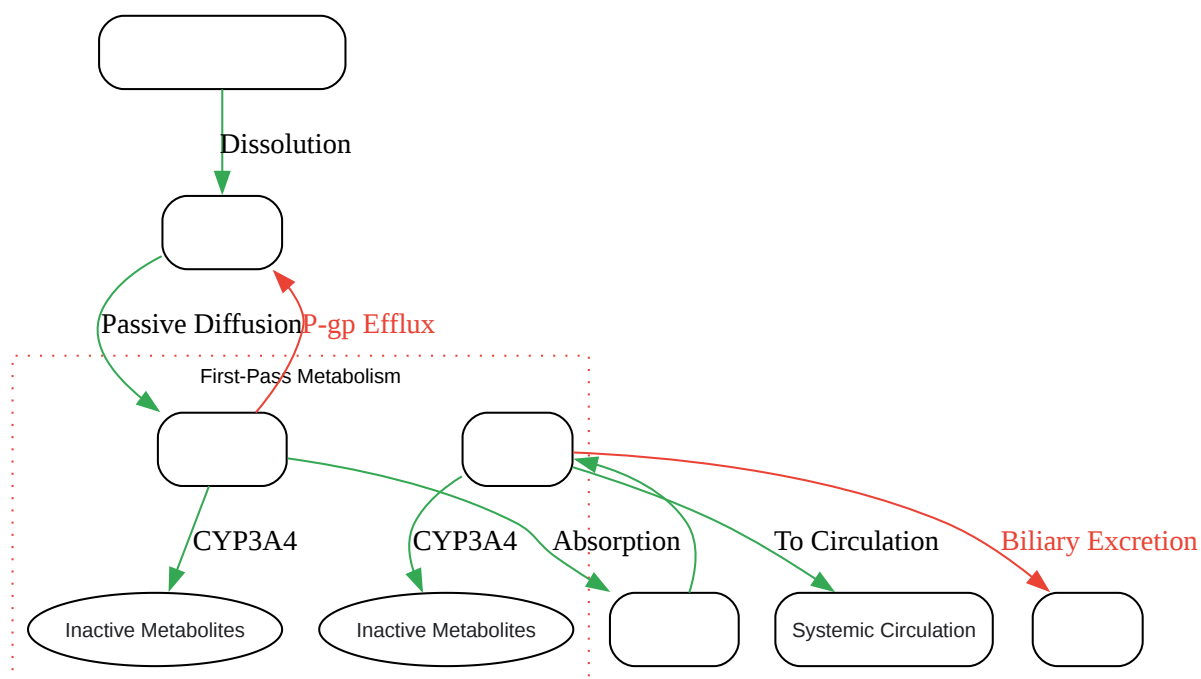 Dissolution
Passive Diffusion
P-gp Efflux
First-Pass Metabolism
CYP3A4
CYP3A4
Absorption
To Circulation
Biliary Excretion
Inactive Metabolites
Inactive Metabolites
Systemic Circulation